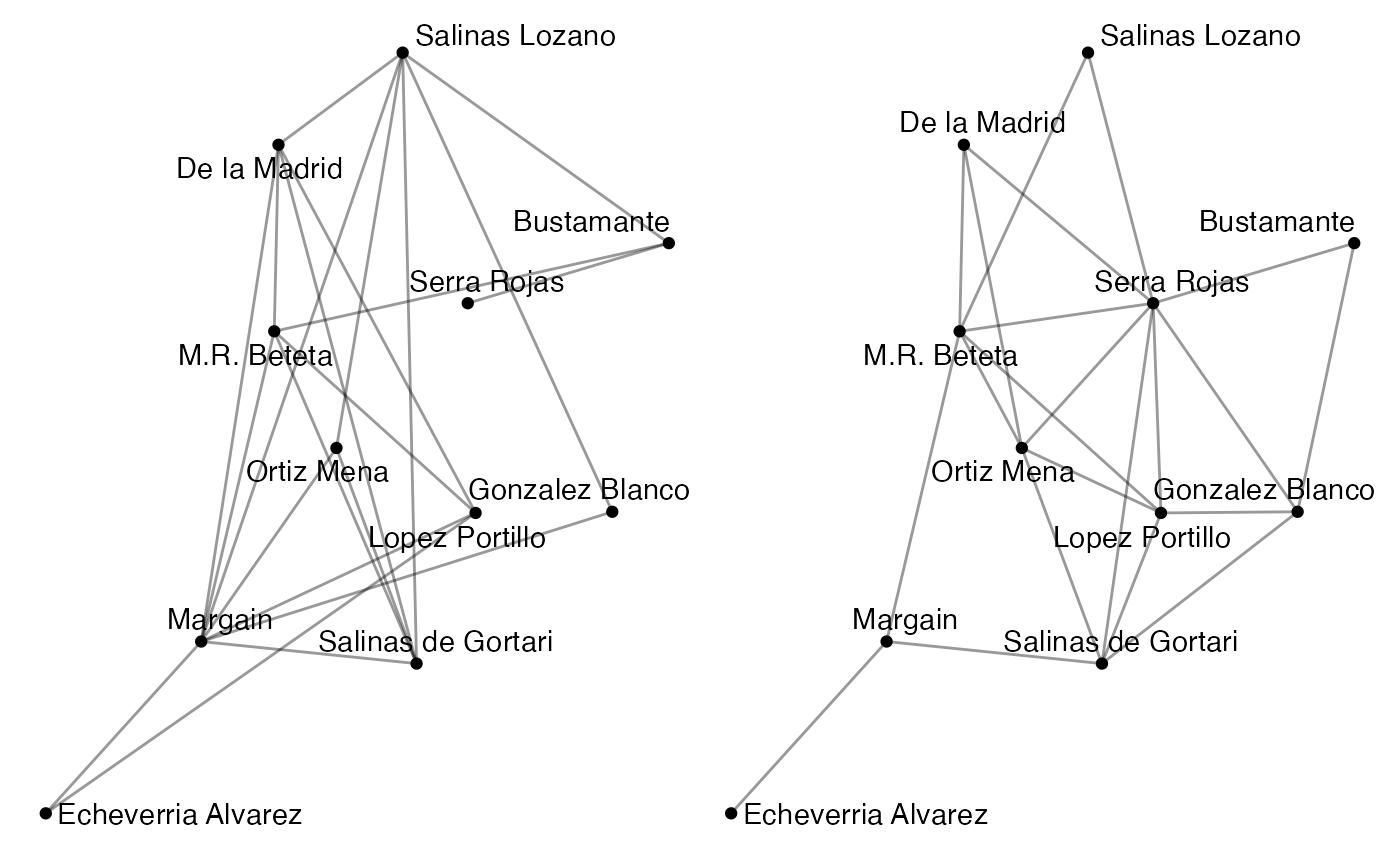 Salinas Lozano
De la Madrid
Bustamante
Serra Rojas
M.R. Beteta
Ortiz Mena
Gonzalez Blanco
Lopez Portillo
Margain
Salinas de Gortari
Echeverria Alvarez
Salinas Lozano
De la Madrid
Bustamante
Serra Rojas
M.R. Beteta
Ortiz Mena
Gonzalez Blanco
Lopez Portillo
Margain
Salinas de Gortari
Echeverria Alvarez